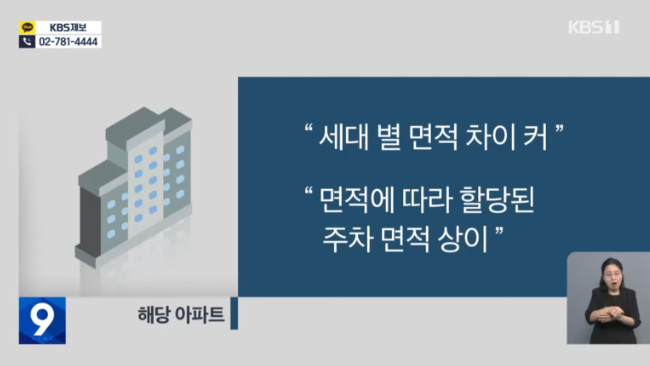 KBS제보
02-781-4444
KBS1
“ 세대 별 면적 차이 커 ”
“ 면적에 따라 할당된
주차 면적 상이 ”
9
해당 아파트